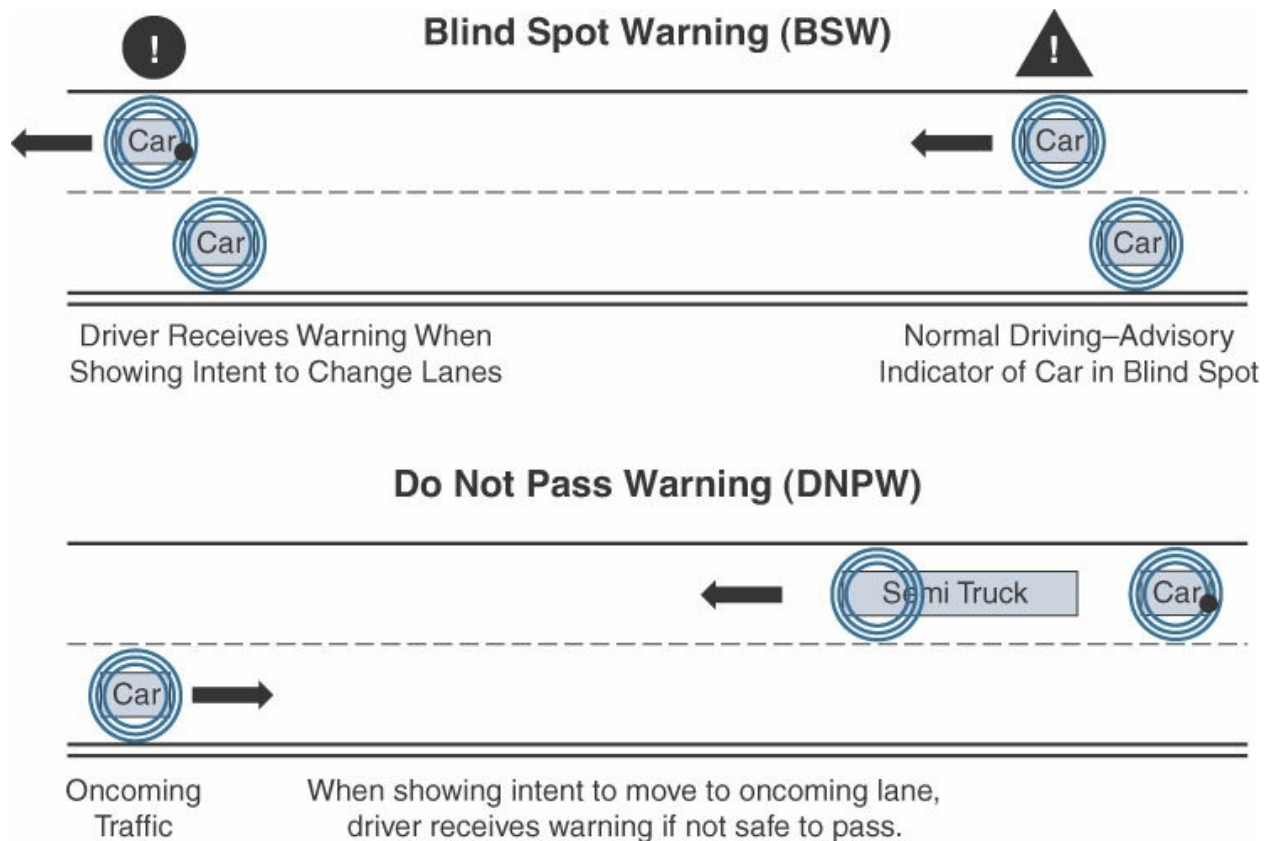 !
Blind Spot Warning (BSW)
!
Car
Car
Car
Car
Driver Receives Warning When
Showing Intent to Change Lanes
Normal Driving–Advisory
Indicator of Car in Blind Spot
Do Not Pass Warning (DNPW)
Semi Truck
Car
Car
Oncoming
Traffic
When showing intent to move to oncoming lane,
driver receives warning if not safe to pass.